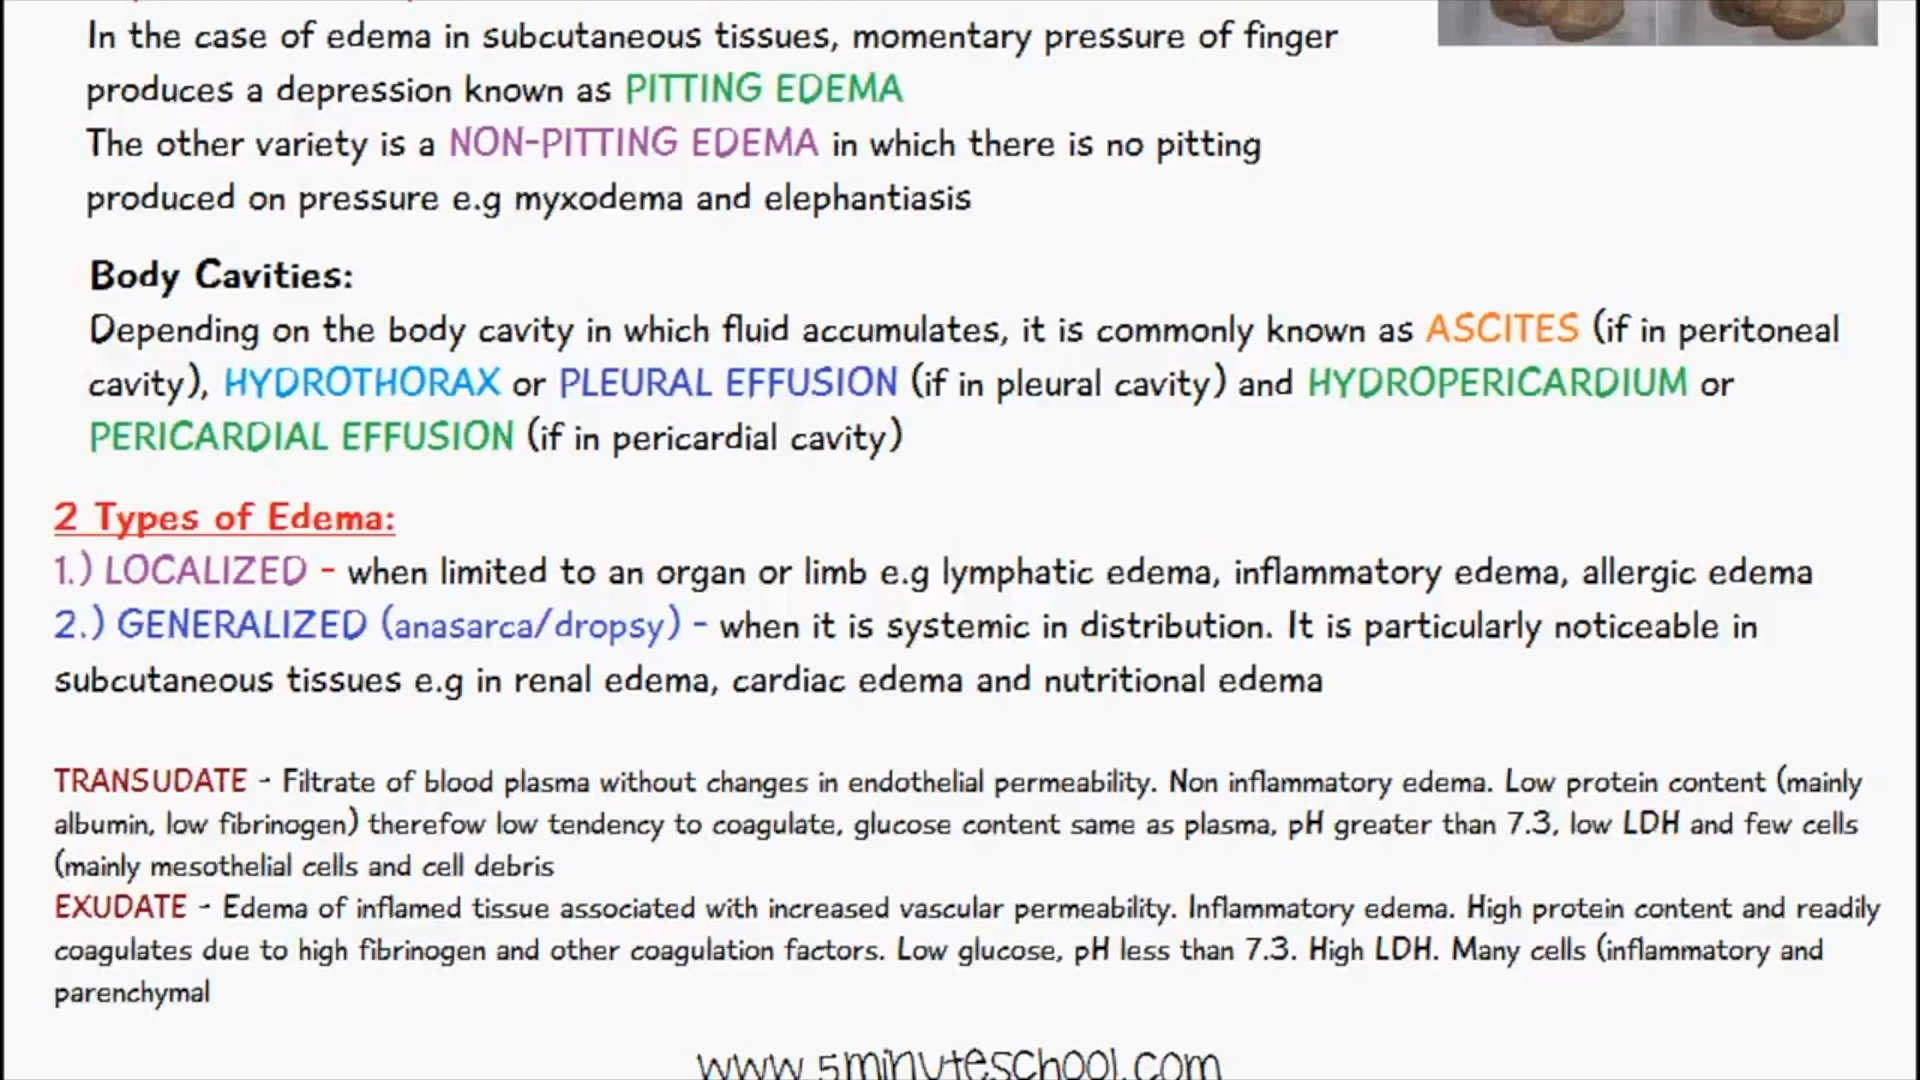 In the case of edema in subcutaneous tissues, momentary pressure of finger
produces a depression known as PITTING EDEMA
The other variety is a NON-PITTING EDEMA in which there is no pitting
produced on pressure e.g myxodema and elephantiasis
Body Cavities:
Depending on the body cavity in which fluid accumulates, it is commonly known as ASCITES (if in peritoneal
cavity), HYDROTHORAX or PLEURAL EFFUSION (if in pleural cavity) and HYDROPERICARDIUM or
PERICARDIAL EFFUSION (if in pericardial cavity)
2 Types of Edema:
1.) LOCALIZED - when limited to an organ or limb e.g lymphatic edema, inflammatory edema, allergic edema
2.) GENERALIZED (anasarca/dropsy) - when it is systemic in distribution. It is particularly noticeable in
subcutaneous tissues e.g in renal edema, cardiac edema and nutritional edema
TRANSUDATE - Filtrate of blood plasma without changes in endothelial permeability. Non inflammatory edema. Low protein content (mainly
albumin, low fibrinogen) therefow low tendency to coagulate, glucose content same as plasma, pH greater than 7.3, low LDH and few cells
(mainly mesothelial cells and cell debris
EXUDATE - Edema of inflamed tissue associated with increased vascular permeability. Inflammatory edema. High protein content and readily
coagulates due to high fibrinogen and other coagulation factors. Low glucose, pH less than 7.3. High LDH. Many cells (inflammatory and
parenchymal
www.5minuteschool.com